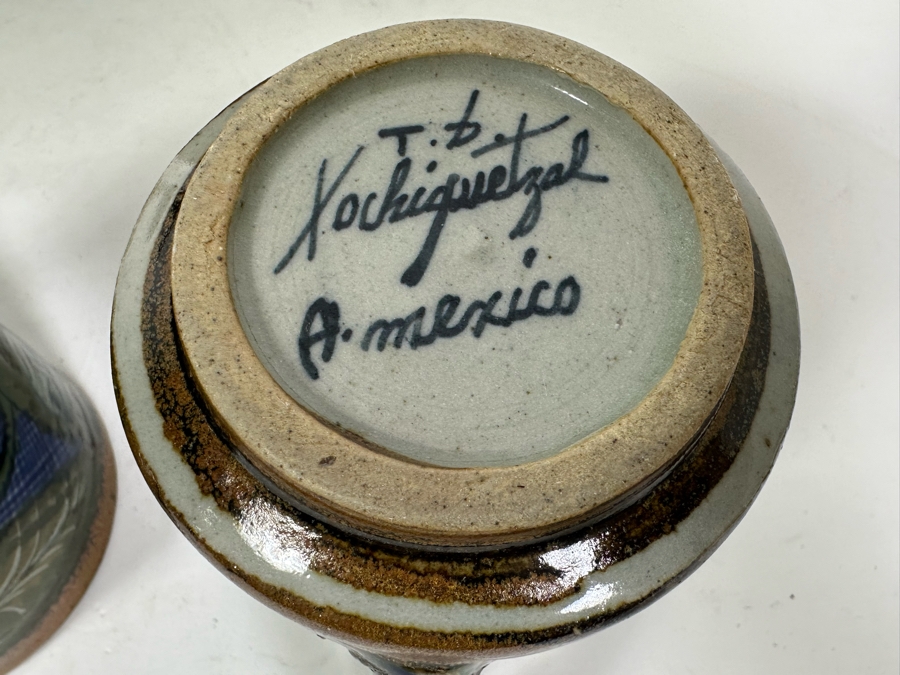 T.D.
Xochiquetzal
A. mexico